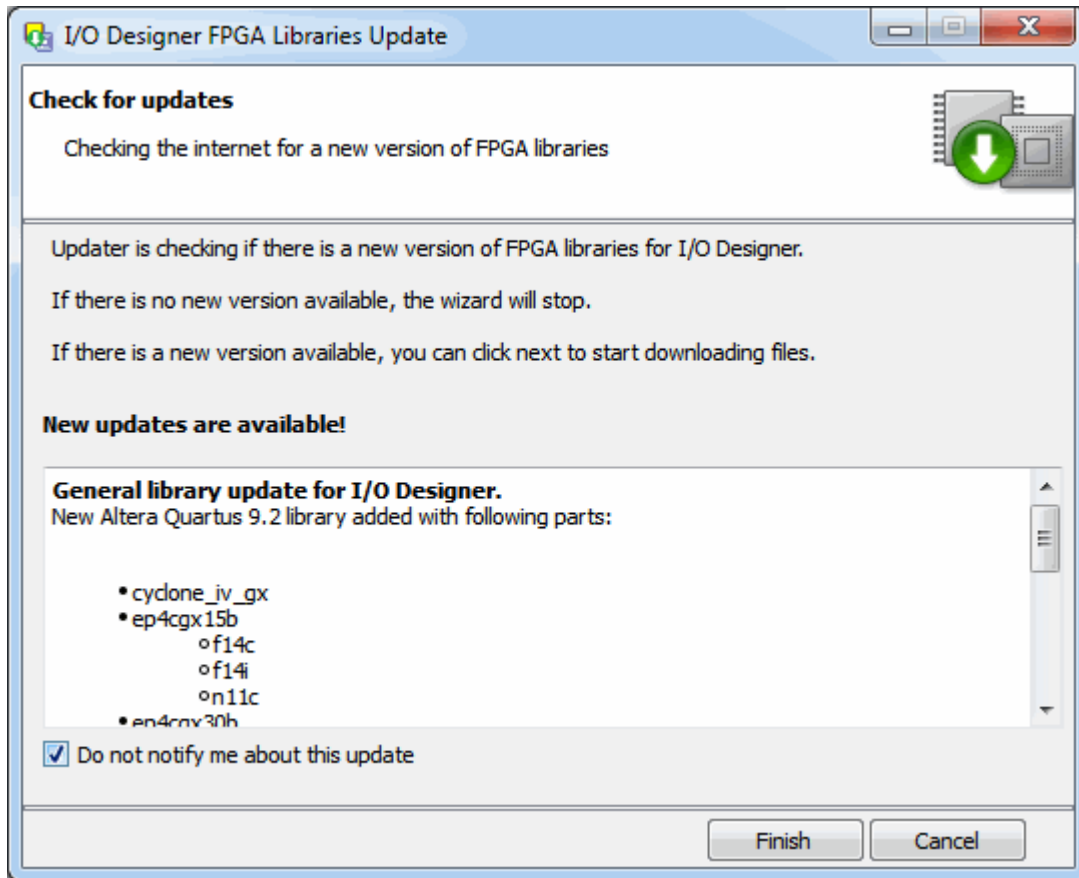 I/O Designer FPGA Libraries Update
Check for updates
Checking the internet for a new version of FPGA libraries
Updater is checking if there is a new version of FPGA libraries for I/O Designer.
If there is no new version available, the wizard will stop.
If there is a new version available, you can click next to start downloading files.
New updates are available!
General library update for I/O Designer.
New Altera Quartus 9.2 library added with following parts:
cyclone_iv_gx
ep4cgx15b
f14c
f14i
n11c
ep4cgx30b
Do not notify me about this update
Finish
Cancel